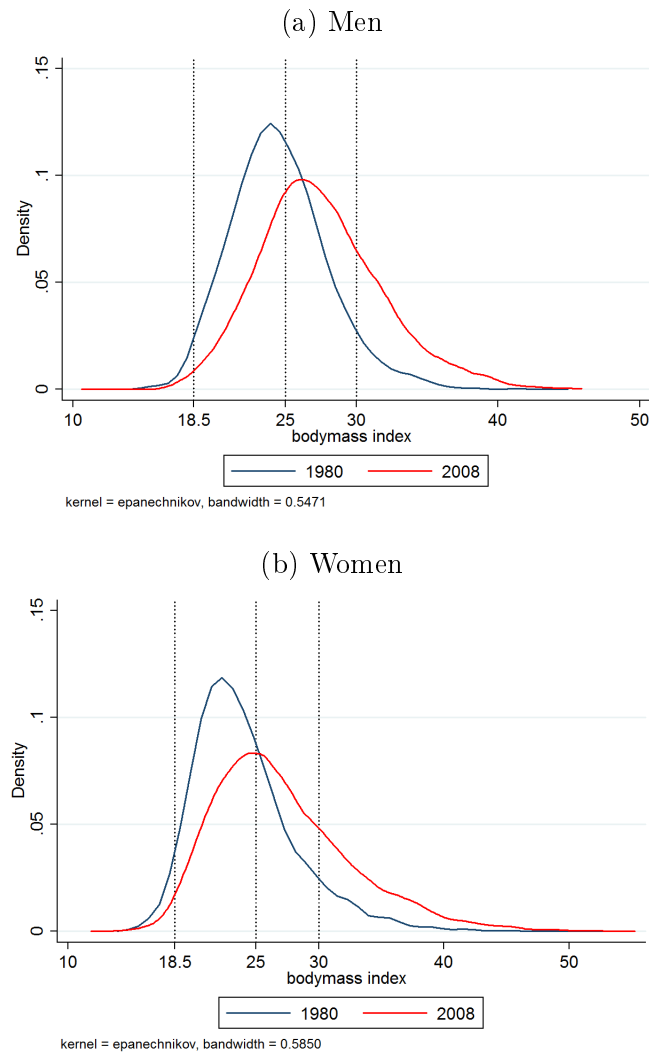 (a) Men
.15
.1
.05
0
Density
10 18.5 25 30 40 50
bodymass index
1980 2008
kernel = epanechnikov, bandwidth = 0.5471
(b) Women
.15
.1
.05
0
Density
10 18.5 25 30 40 50
bodymass index
1980 2008
kernel = epanechnikov, bandwidth = 0.5850